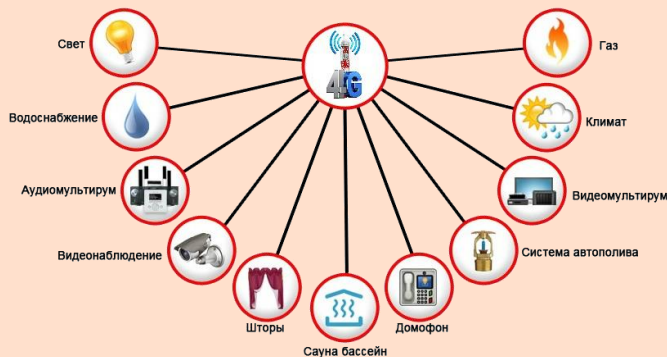 4G
Свет
Газ
Водоснабжение
Климат
Аудиомультирум
Видеомультирум
Видеонаблюдение
Система автополива
Шторы
Домофон
Сауна бассейн